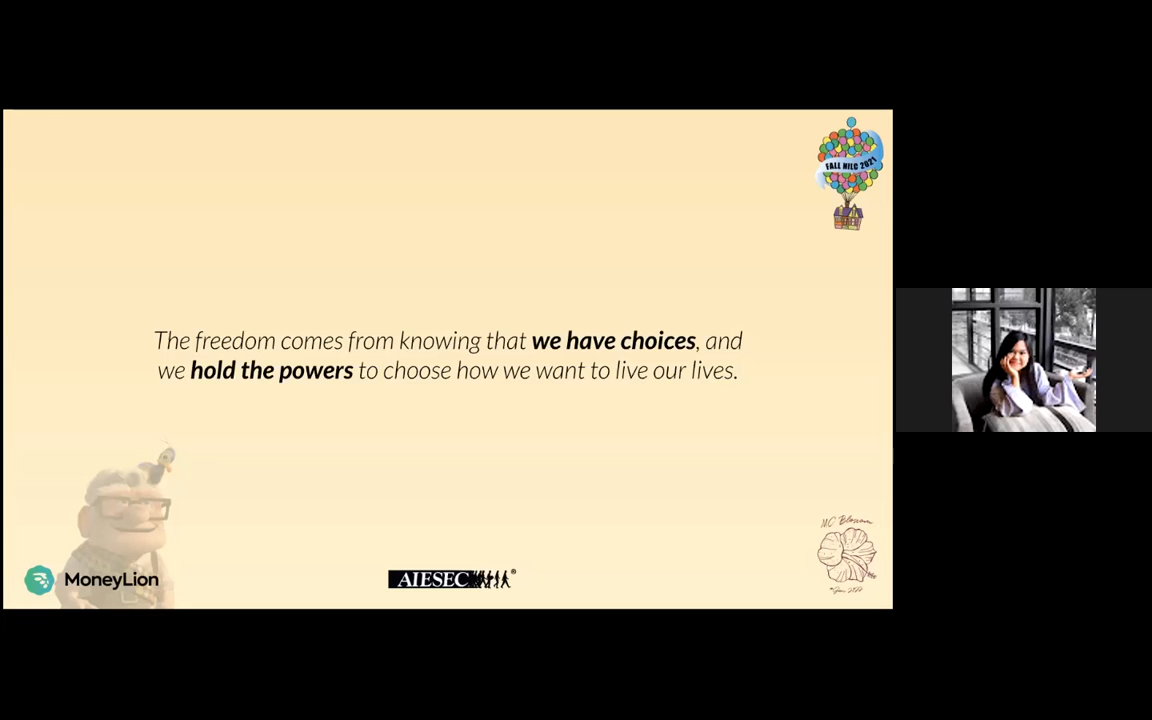 FALL NILC 2021
The freedom comes from knowing that we have choices, and
we hold the powers to choose how we want to live our lives.
MC Blossom
MoneyLion
AIESEC®